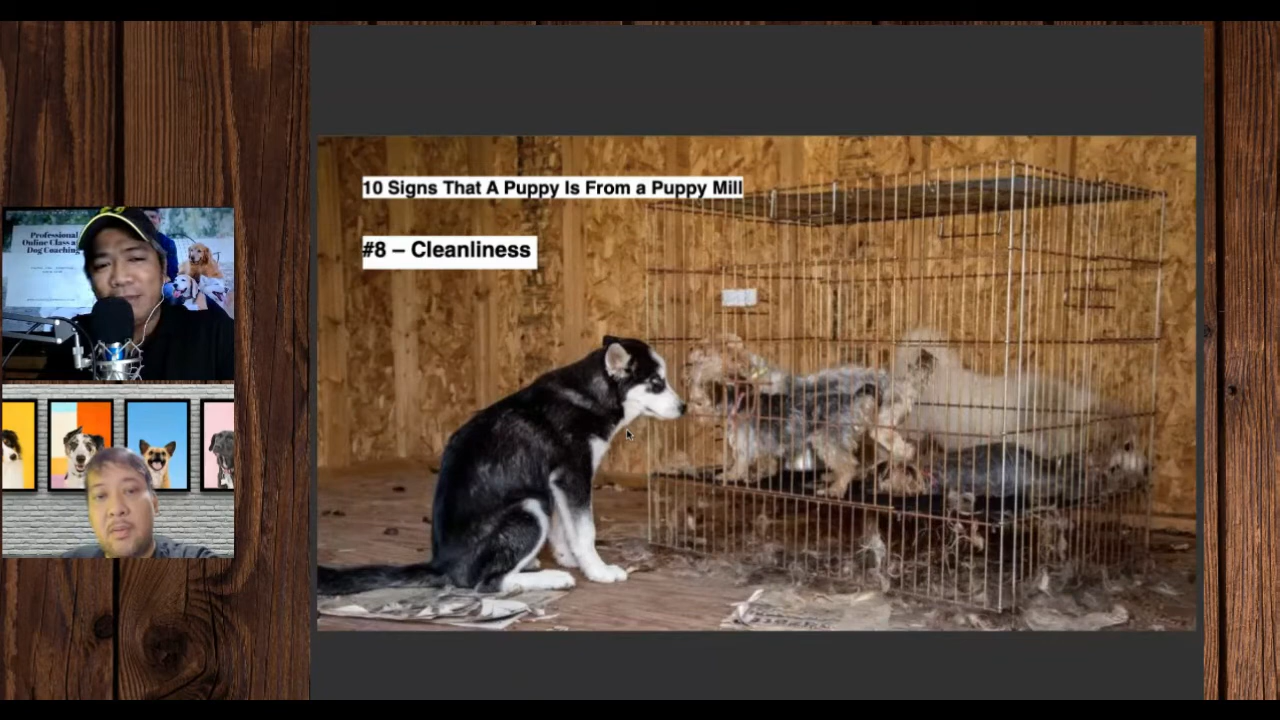 10 Signs That A Puppy Is From a Puppy Mill
#8 – Cleanliness
Professional
Online Class a
Dog Coaching